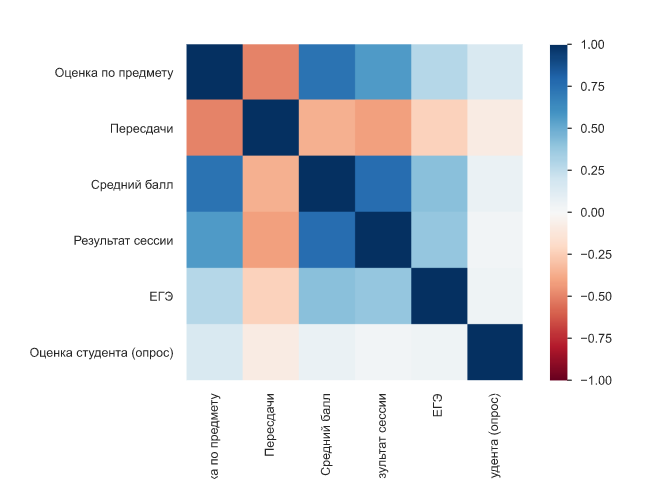 Оценка по предмету
Пересдачи
Средний балл
Результат сессии
ЕГЭ
Оценка студента (опрос)
1.00
0.75
0.50
0.25
0.00
−0.25
−0.50
−0.75
−1.00
ка по предмету
Пересдачи
Средний балл
зультат сессии
ЕГЭ
удента (опрос)